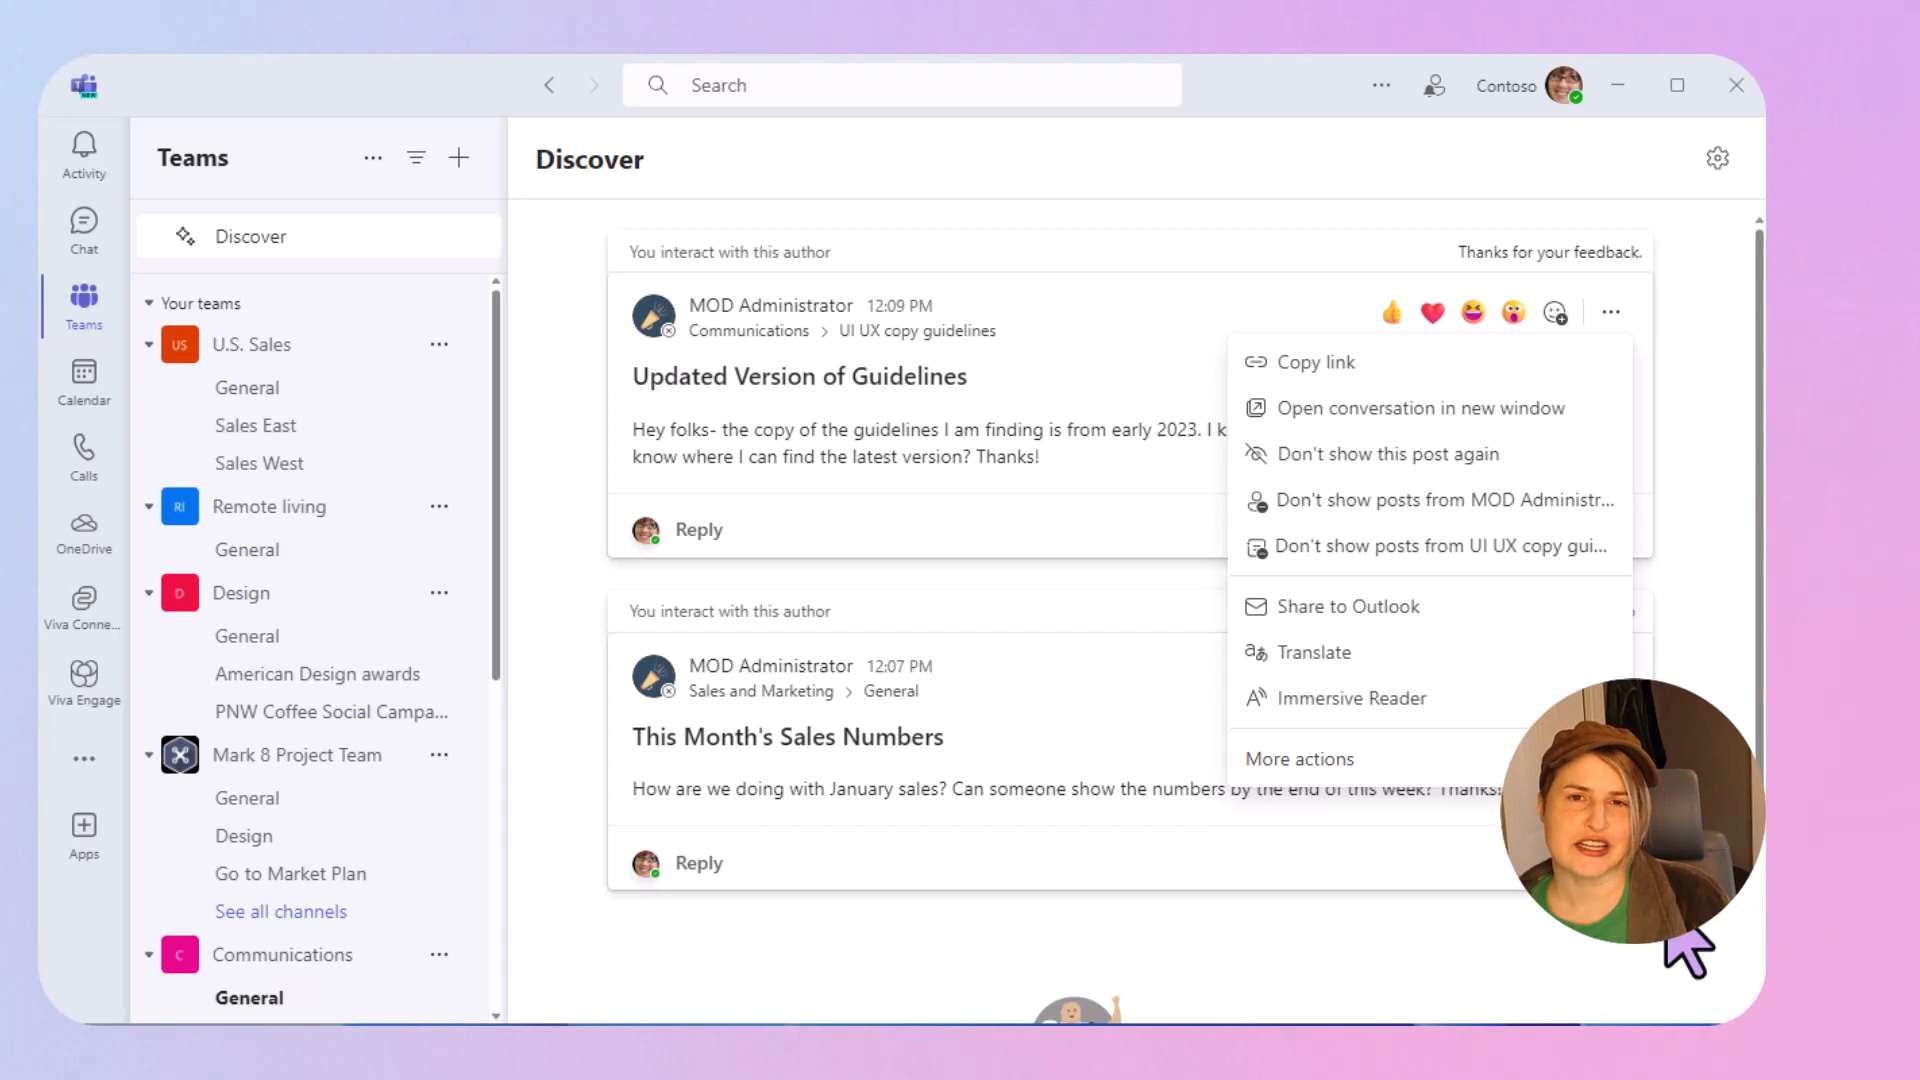 NEW
Search
Contoso
Activity
Chat
Teams
Calendar
Calls
OneDrive
Viva Conne...
Viva Engage
Apps
Teams
Discover
Your teams
US
U.S. Sales
General
Sales East
Sales West
RI
Remote living
General
D
Design
General
American Design awards
PNW Coffee Social Campa...
Mark 8 Project Team
General
Design
Go to Market Plan
See all channels
C
Communications
General
Discover
You interact with this author
Thanks for your feedback.
MOD Administrator 12:09 PM
Communications > UI UX copy guidelines
Updated Version of Guidelines
Hey folks- the copy of the guidelines I am finding is from early 2023. I k
know where I can find the latest version? Thanks!
Reply
Copy link
Open conversation in new window
Don't show this post again
Don't show posts from MOD Administr...
Don't show posts from UI UX copy gui...
Share to Outlook
Translate
Immersive Reader
More actions
You interact with this author
MOD Administrator 12:07 PM
Sales and Marketing > General
This Month's Sales Numbers
How are we doing with January sales? Can someone show the numbers by the end of this week? Thanks!
Reply